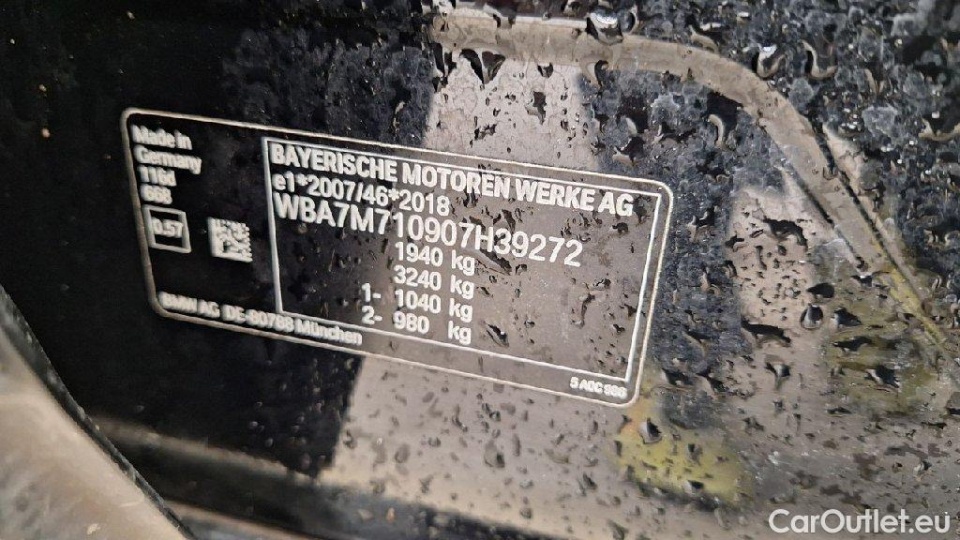 Made in
Germany
116d
668
0.57
BAYERISCHE MOTOREN WERKE AG
e1*2007/46*2018
WBA7M710907H39272
1940 kg
3240 kg
1- 1040 kg
2- 980 kg
BMW AG DE-80788 München
CarOutlet.eu